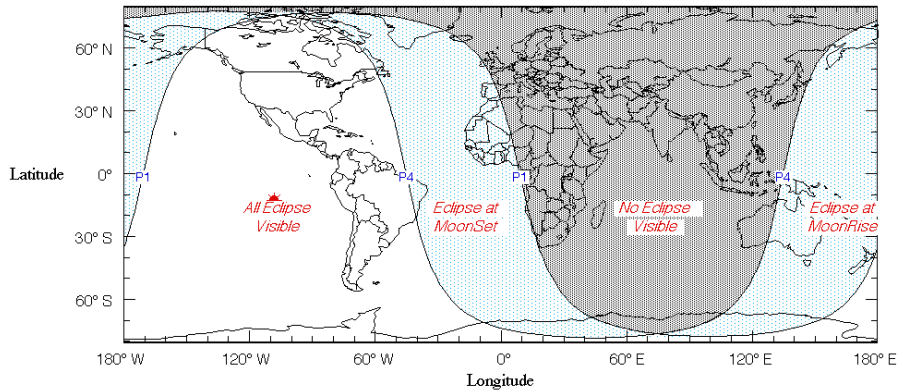 60° N
30° N
Latitude
0°
P1
P4
P1
P4
All Eclipse
Visible
Eclipse at
MoonSet
No Eclipse
Visible
Eclipse at
MoonRise
30° S
60° S
180° W
120° W
60° W
0°
60° E
120° E
180° E
Longitude